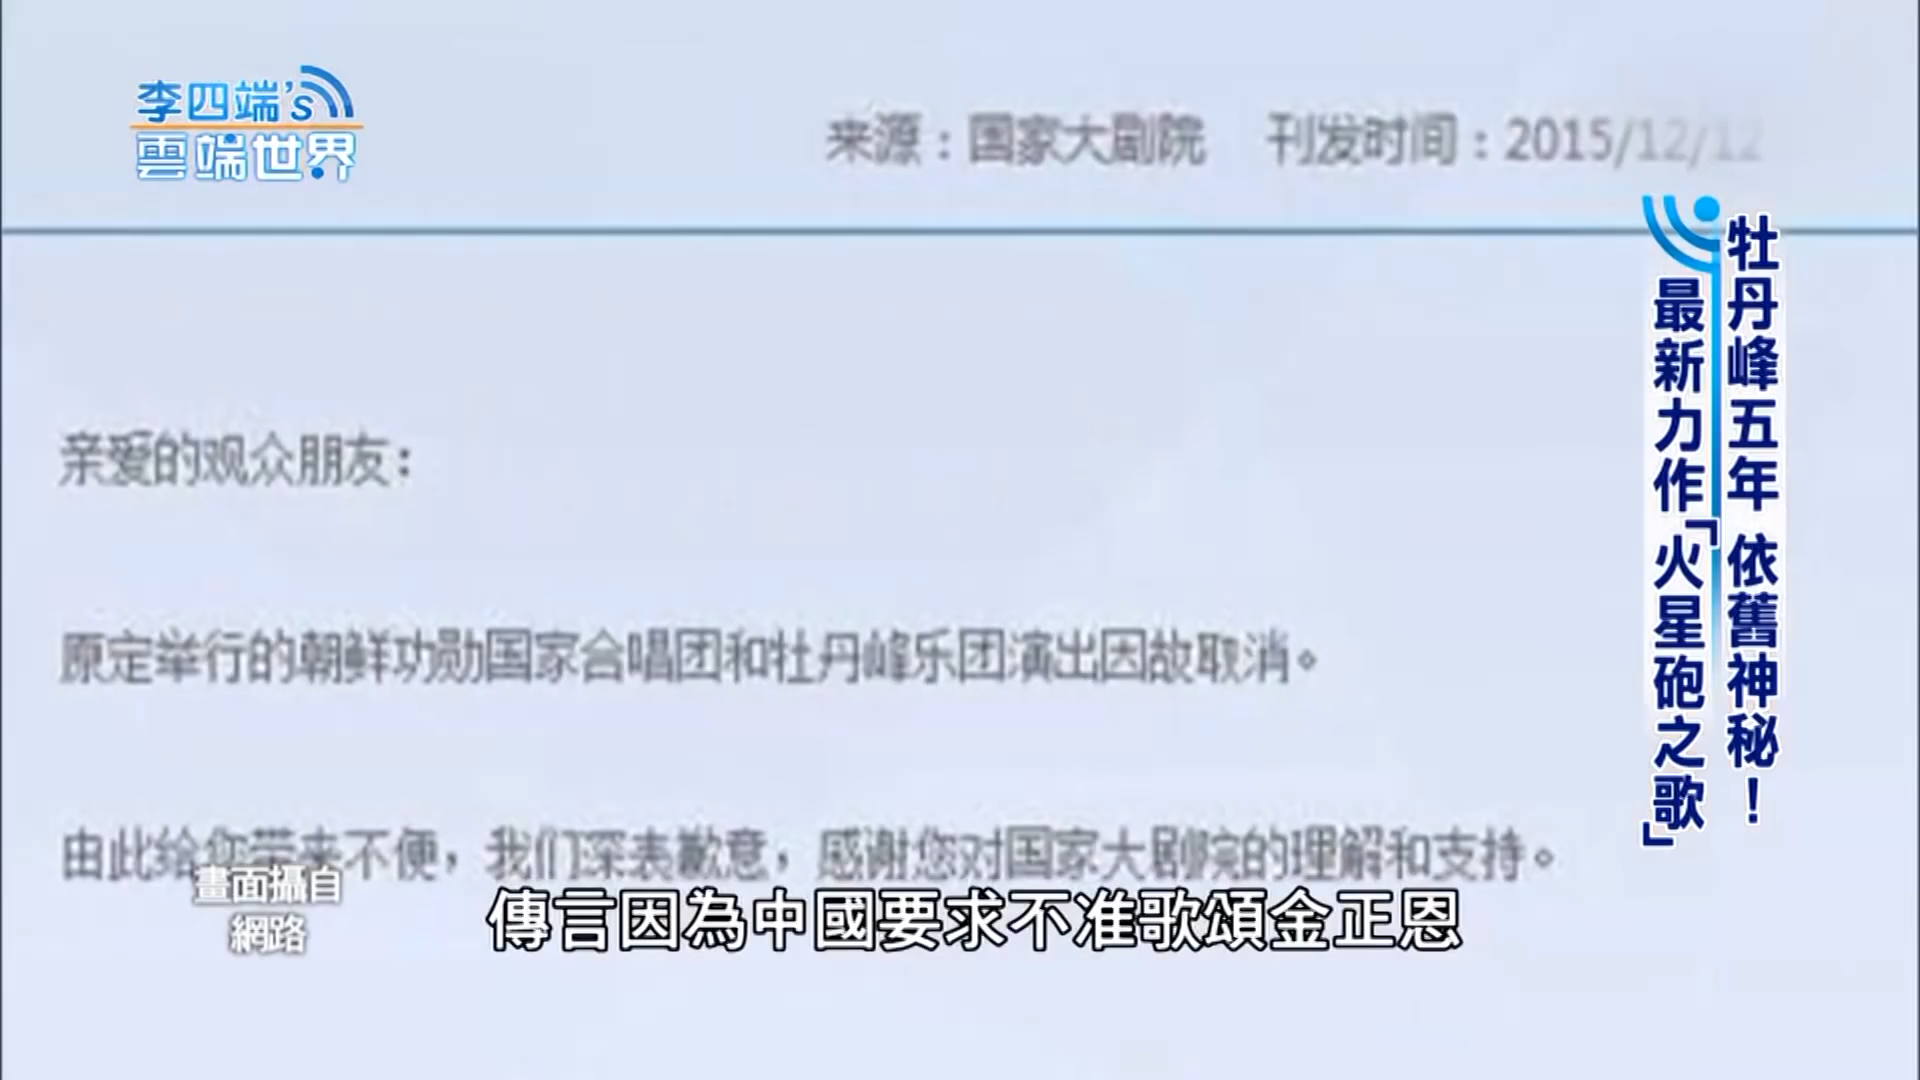 李四端's
雲端世界
来源：国家大剧院 刊发时间：2015/12/12
牡丹峰五年 依舊神秘！
最新力作「火星砲之歌」
亲爱的观众朋友：
原定举行的朝鲜功勋国家合唱团和牡丹峰乐团演出因故取消。
由此给您带来不便，我们深表歉意，感谢您对国家大剧院的理解和支持。
畫面攝自
網路
傳言因為中國要求不准歌頌金正恩